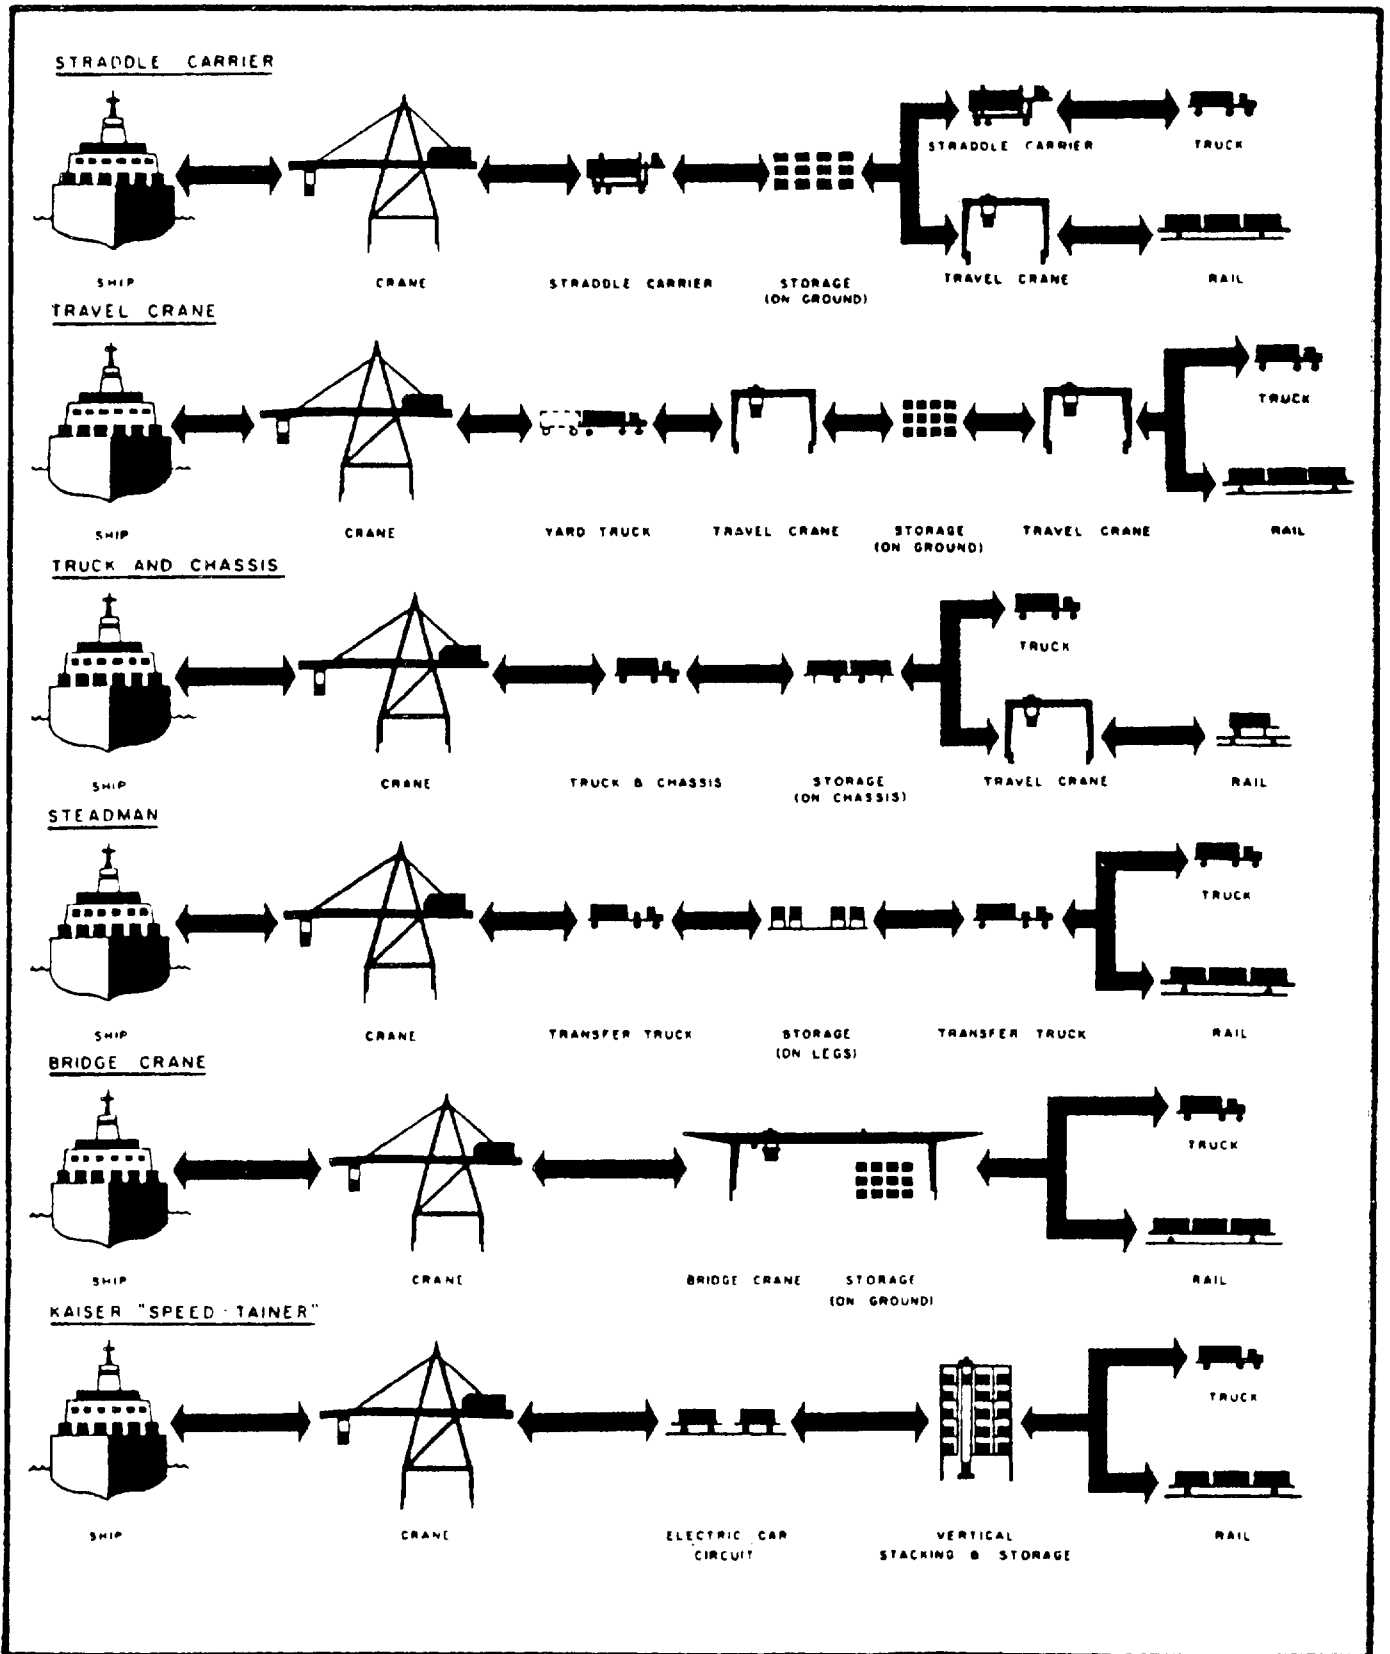 STRADDLE CARRIER
STRADDLE CARRIER
TRUCK
SHIP
CRANE
STRADDLE CARRIER
STORAGE
(ON GROUND)
TRAVEL CRANE
RAIL
TRAVEL CRANE
TRUCK
SHIP
CRANE
YARD TRUCK
TRAVEL CRANE
STORAGE
(ON GROUND)
TRAVEL CRANE
RAIL
TRUCK AND CHASSIS
TRUCK
SHIP
CRANE
TRUCK & CHASSIS
STORAGE
(ON CHASSIS)
TRAVEL CRANE
RAIL
STEADMAN
TRUCK
SHIP
CRANE
TRANSFER TRUCK
STORAGE
(ON LEGS)
TRANSFER TRUCK
RAIL
BRIDGE CRANE
TRUCK
SHIP
CRANE
BRIDGE CRANE
STORAGE
(ON GROUND)
RAIL
KAISER "SPEED-TAINER"
TRUCK
SHIP
CRANE
ELECTRIC CAR
CIRCUIT
VERTICAL
STACKING & STORAGE
RAIL